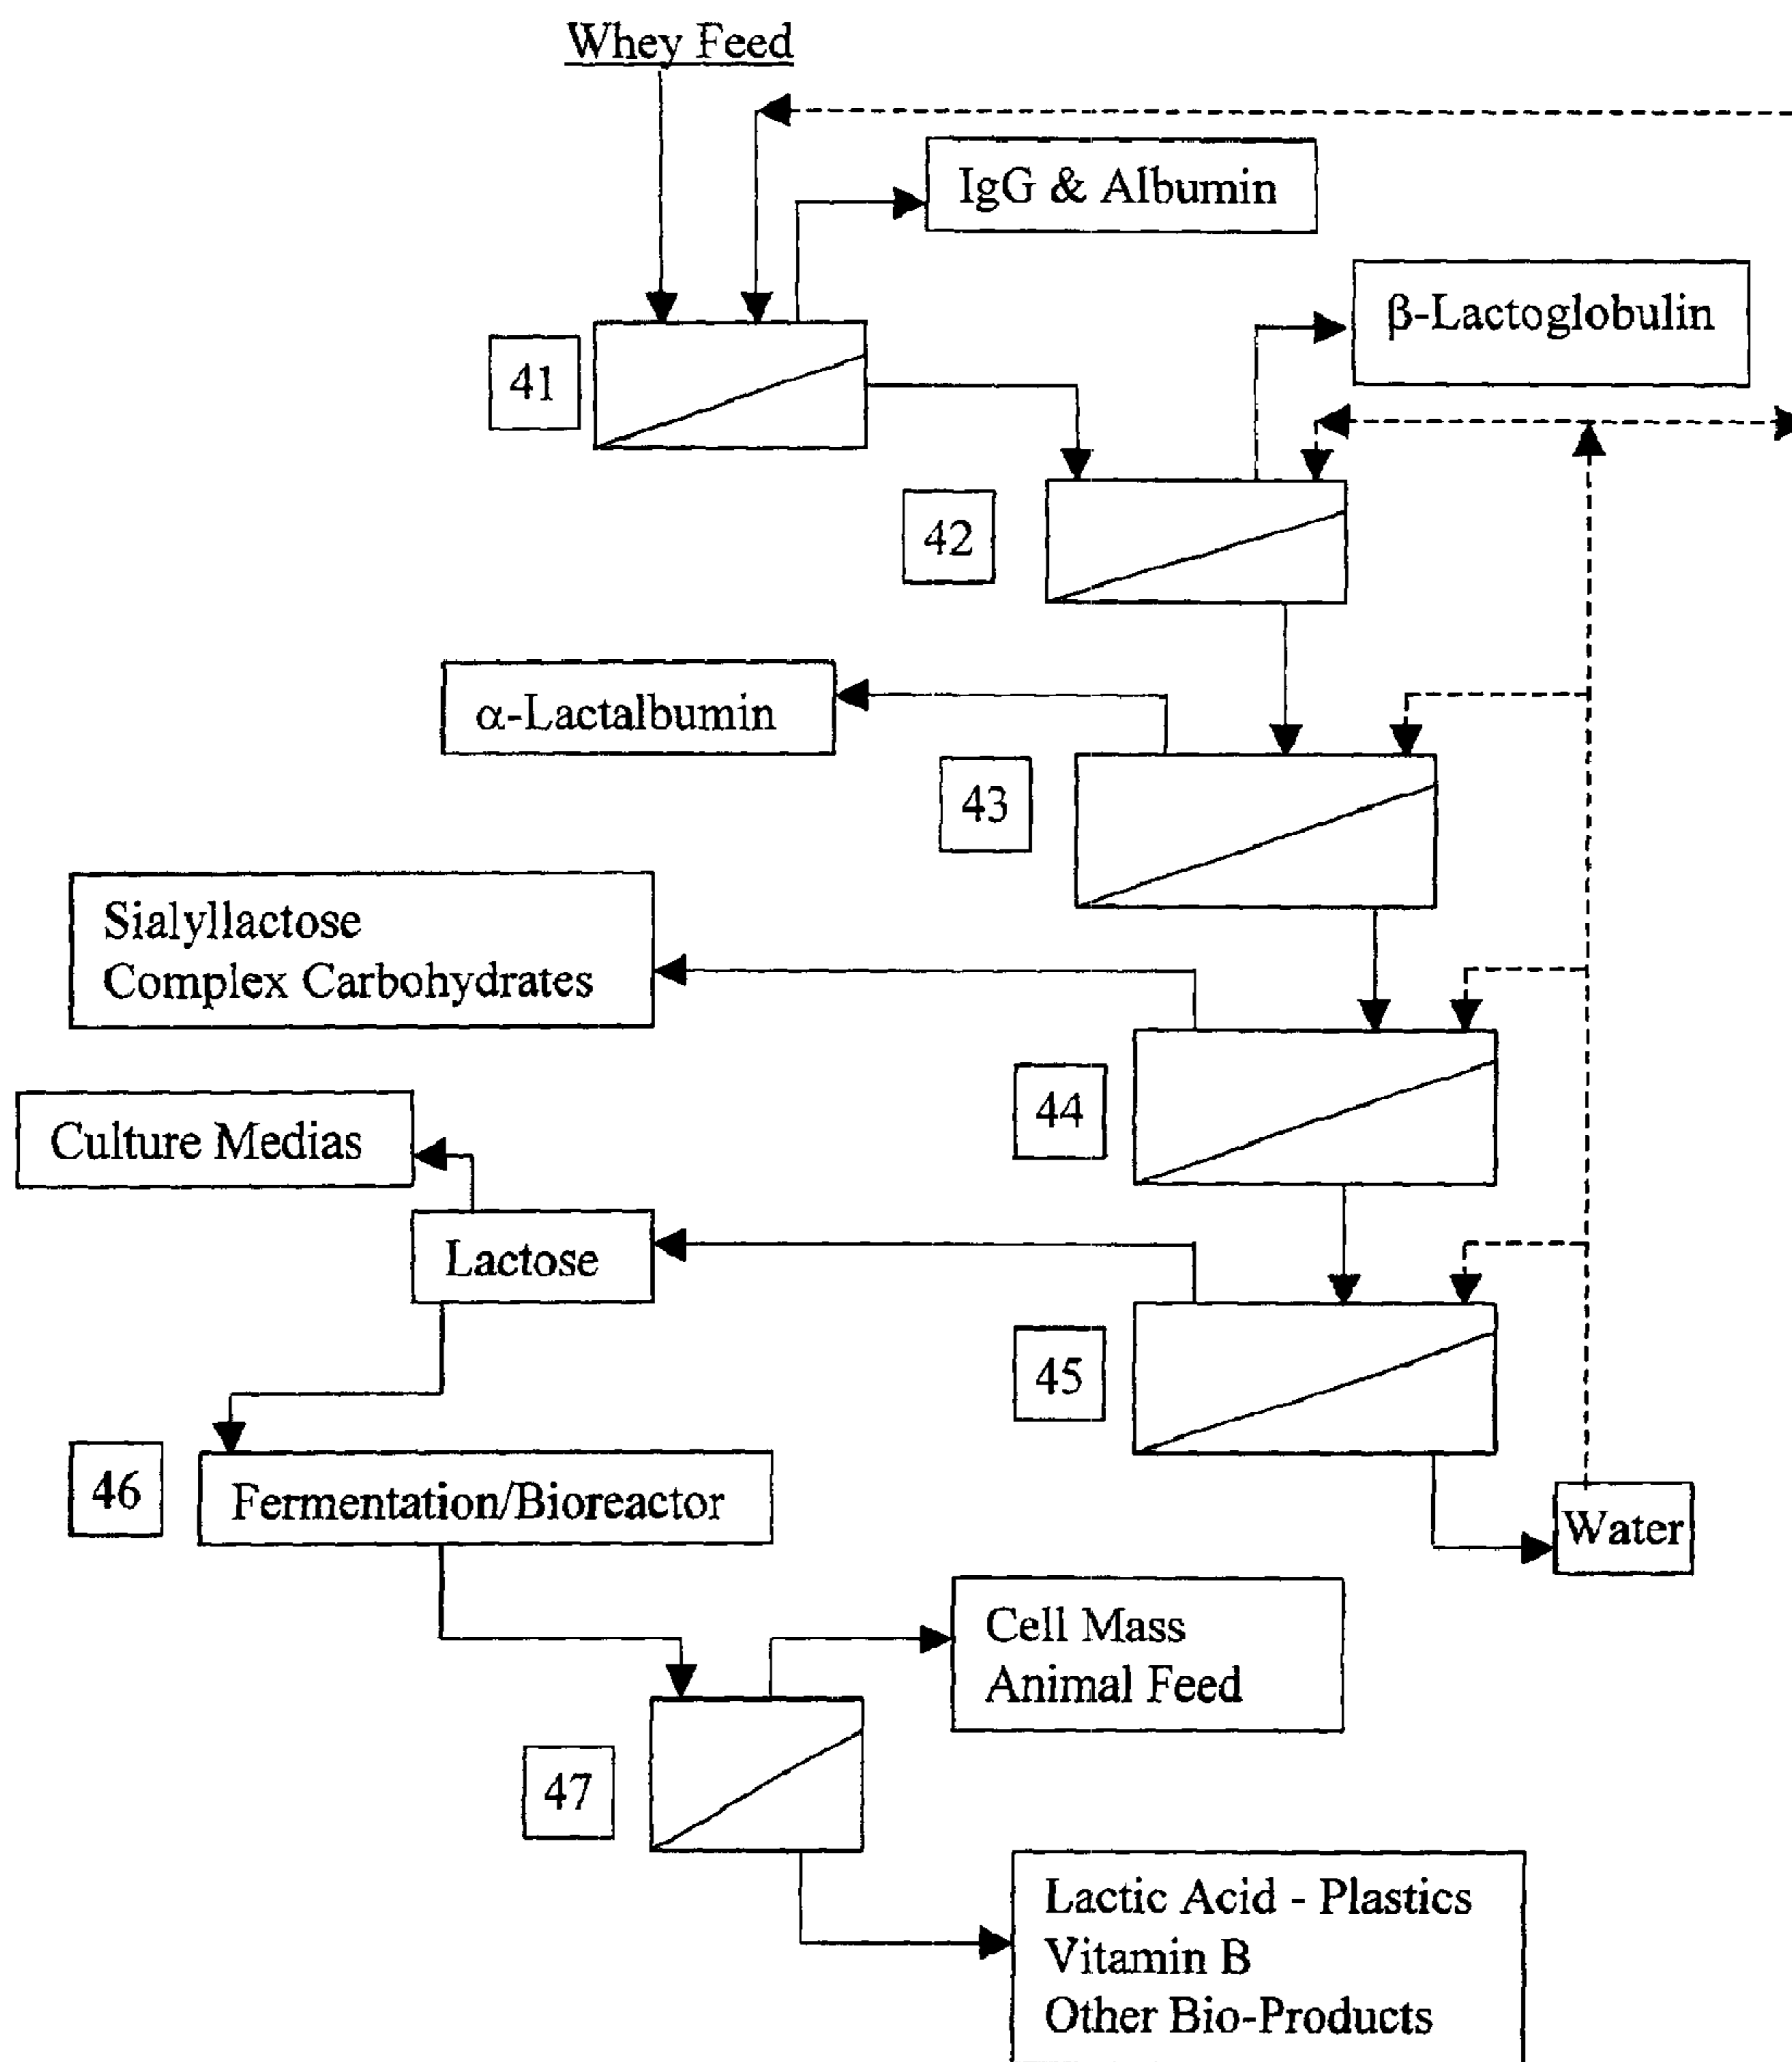 Whey Feed
IgG & Albumin
β-Lactoglobulin
41
42
α-Lactalbumin
43
Sialyllactose
Complex Carbohydrates
44
Culture Medias
Lactose
45
46
Fermentation/Bioreactor
Water
Cell Mass
Animal Feed
47
Lactic Acid - Plastics
Vitamin B
Other Bio-Products